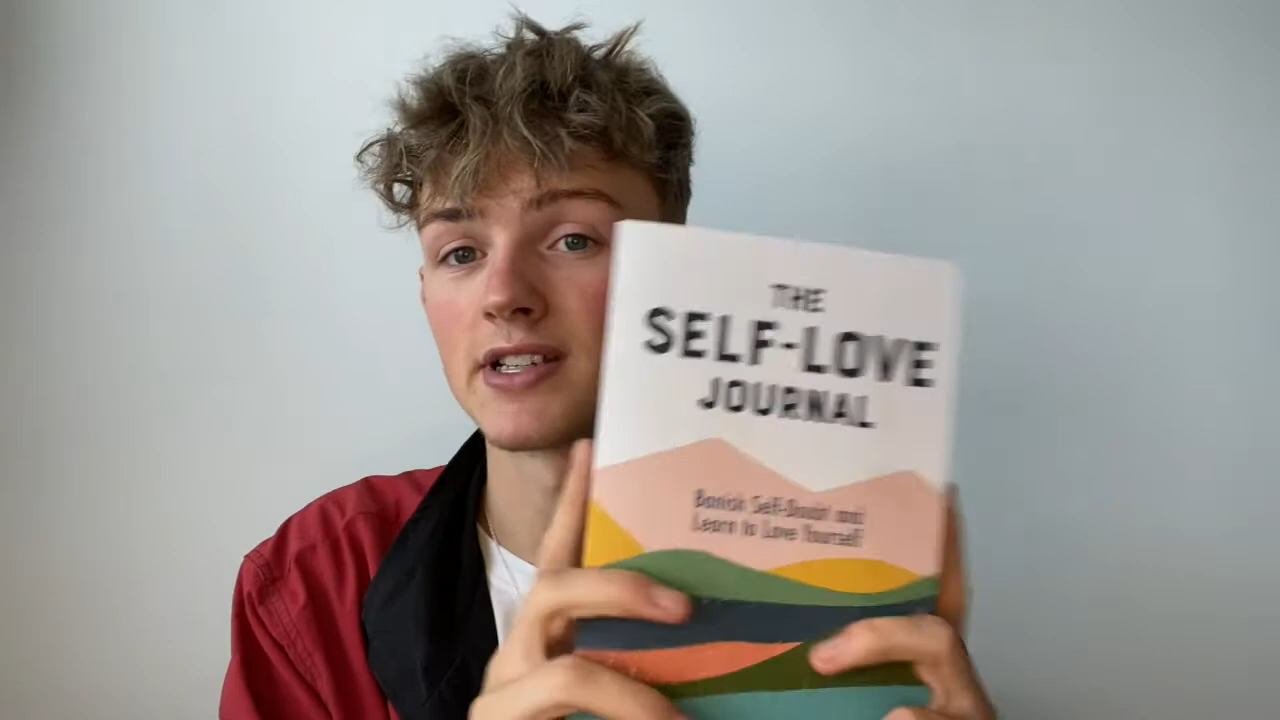 THE
SELF-LOVE
JOURNAL
Banish Self-Doubt and
Learn to Love Yourself